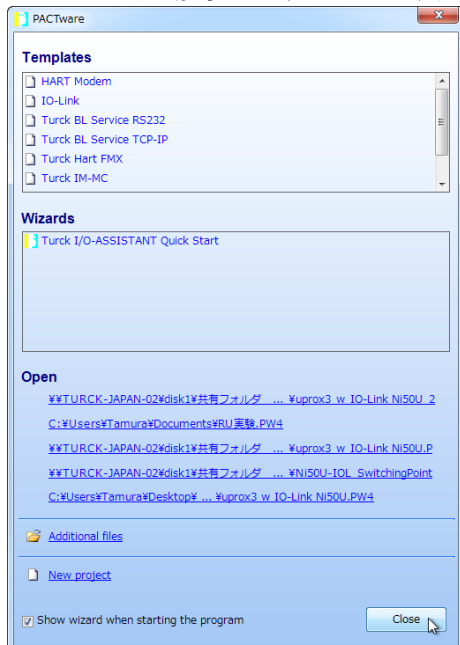 PACTware
Templates
HART Modem
IO-Link
Turck BL Service RS232
Turck BL Service TCP-IP
Turck Hart FMX
Turck IM-MC
Wizards
Turck I/O-ASSISTANT Quick Start
Open
¥¥TURCK-JAPAN-02¥disk1¥共有フォルダ ... ¥uprox3 w IO-Link Ni50U 2
C:¥Users¥Tamura¥Documents¥RU実験.PW4
¥¥TURCK-JAPAN-02¥disk1¥共有フォルダ ... ¥uprox3 w IO-Link Ni50U.P
¥¥TURCK-JAPAN-02¥disk1¥共有フォルダ ... ¥Ni50U-IOL SwitchingPoint
C:¥Users¥Tamura¥Desktop¥ ... ¥uprox3 w IO-Link Ni50U.PW4
Additional files
New project
Show wizard when starting the program
Close